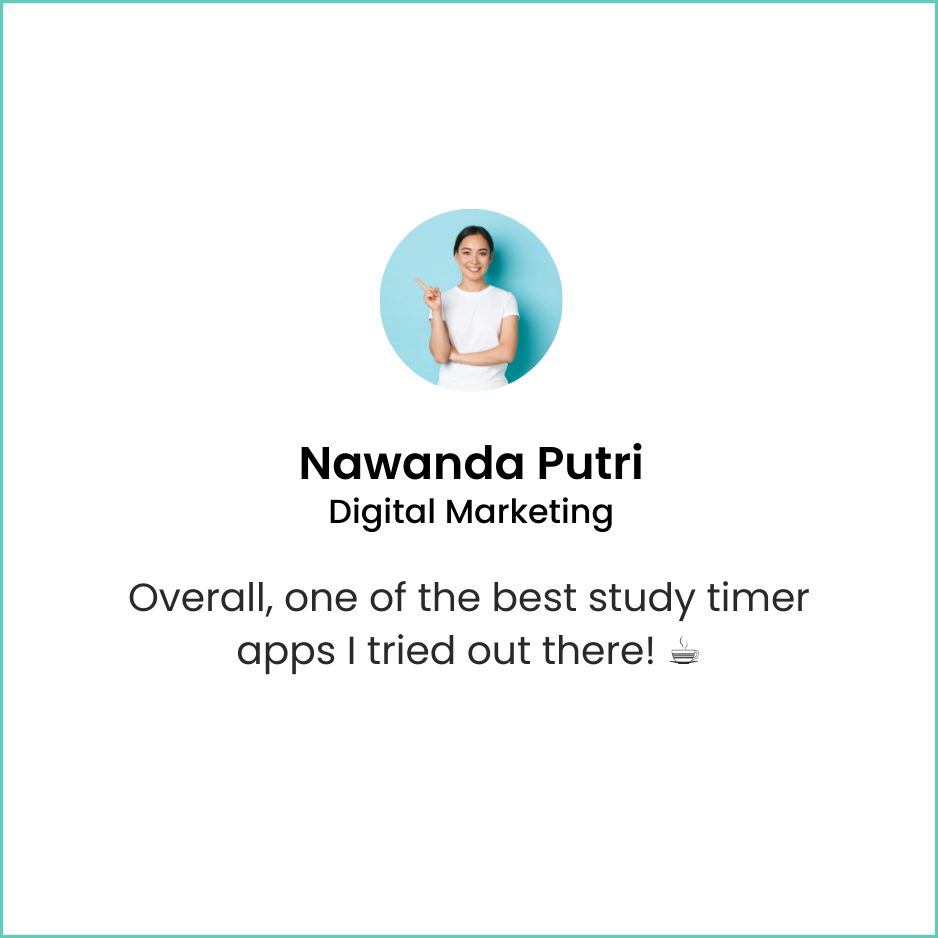 Nawanda Putri
Digital Marketing
Overall, one of the best study timer
apps I tried out there! ☕